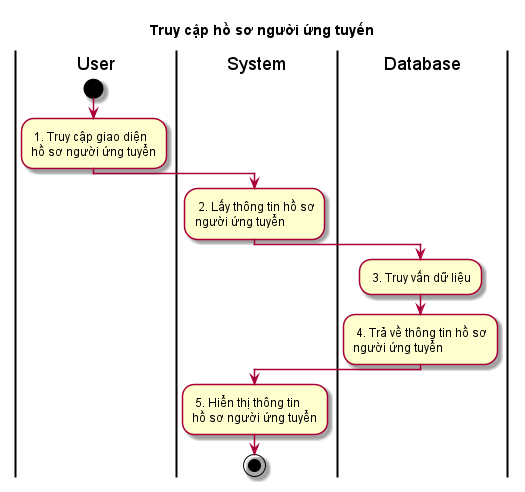 Truy cập hồ sơ người ứng tuyển
User
System
Database
1. Truy cập giao diện
hồ sơ người ứng tuyển
2. Lấy thông tin hồ sơ
người ứng tuyển
3. Truy vấn dữ liệu
4. Trả về thông tin hồ sơ
người ứng tuyển
5. Hiển thị thông tin
hồ sơ người ứng tuyển